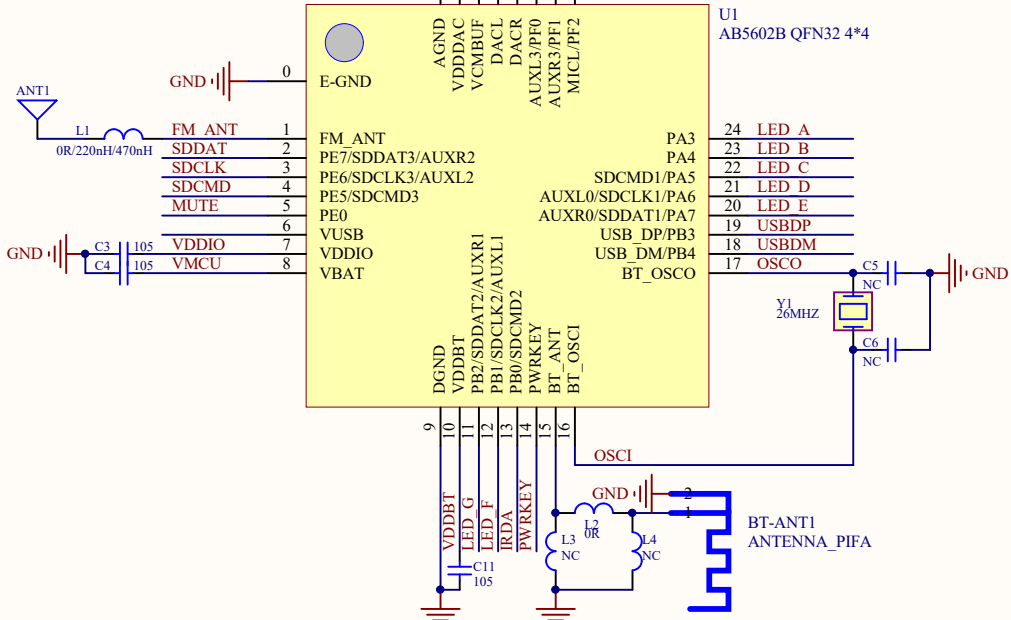 U1
AB5602B QFN32 4*4
AGND
VDDDAC
VCMBUF
DACL
DACR
AUXL3/PF0
AUXR3/PF1
MICL/PF2
GND
0
E-GND
ANT1
L1
0R/220nH/470nH
FM_ANT
1
FM_ANT
SDDAT
2
PE7/SDDAT3/AUXR2
SDCLK
3
PE6/SDCLK3/AUXL2
SDCMD
4
PE5/SDCMD3
MUTE
5
PE0
6
VUSB
GND
C3
105
VDDIO
7
VDDIO
C4
105
VMCU
8
VBAT
PA3
24
LED_A
PA4
23
LED_B
SDCMD1/PA5
22
LED_C
AUXL0/SDCLK1/PA6
21
LED_D
AUXR0/SDDAT1/PA7
20
LED_E
USB_DP/PB3
19
USBDP
USB_DM/PB4
18
USBDM
BT_OSCO
17
OSCO
C5
NC
GND
Y1
26MHZ
C6
NC
DGND
VDDBT
PB2/SDDAT2/AUXR1
PB1/SDCLK2/AUXL1
PB0/SDCMD2
PWRKEY
BT_ANT
BT_OSCI
9
10
11
12
13
14
15
16
OSCI
VDDBT
LED_G
LED_F
IRDA
PWRKEY
GND
2
1
L2
0R
L3
NC
L4
NC
BT-ANT1
ANTENNA_PIFA
C11
105